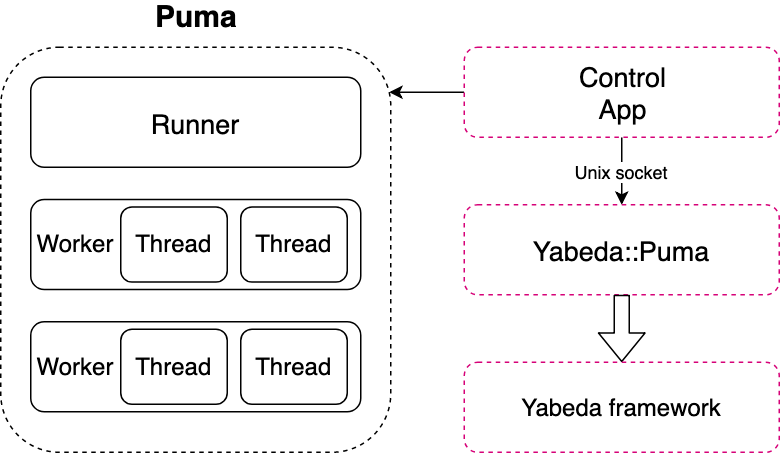 Puma
Runner
Worker Thread Thread
Worker Thread Thread
Control
App
Unix socket
Yabeda::Puma
Yabeda framework